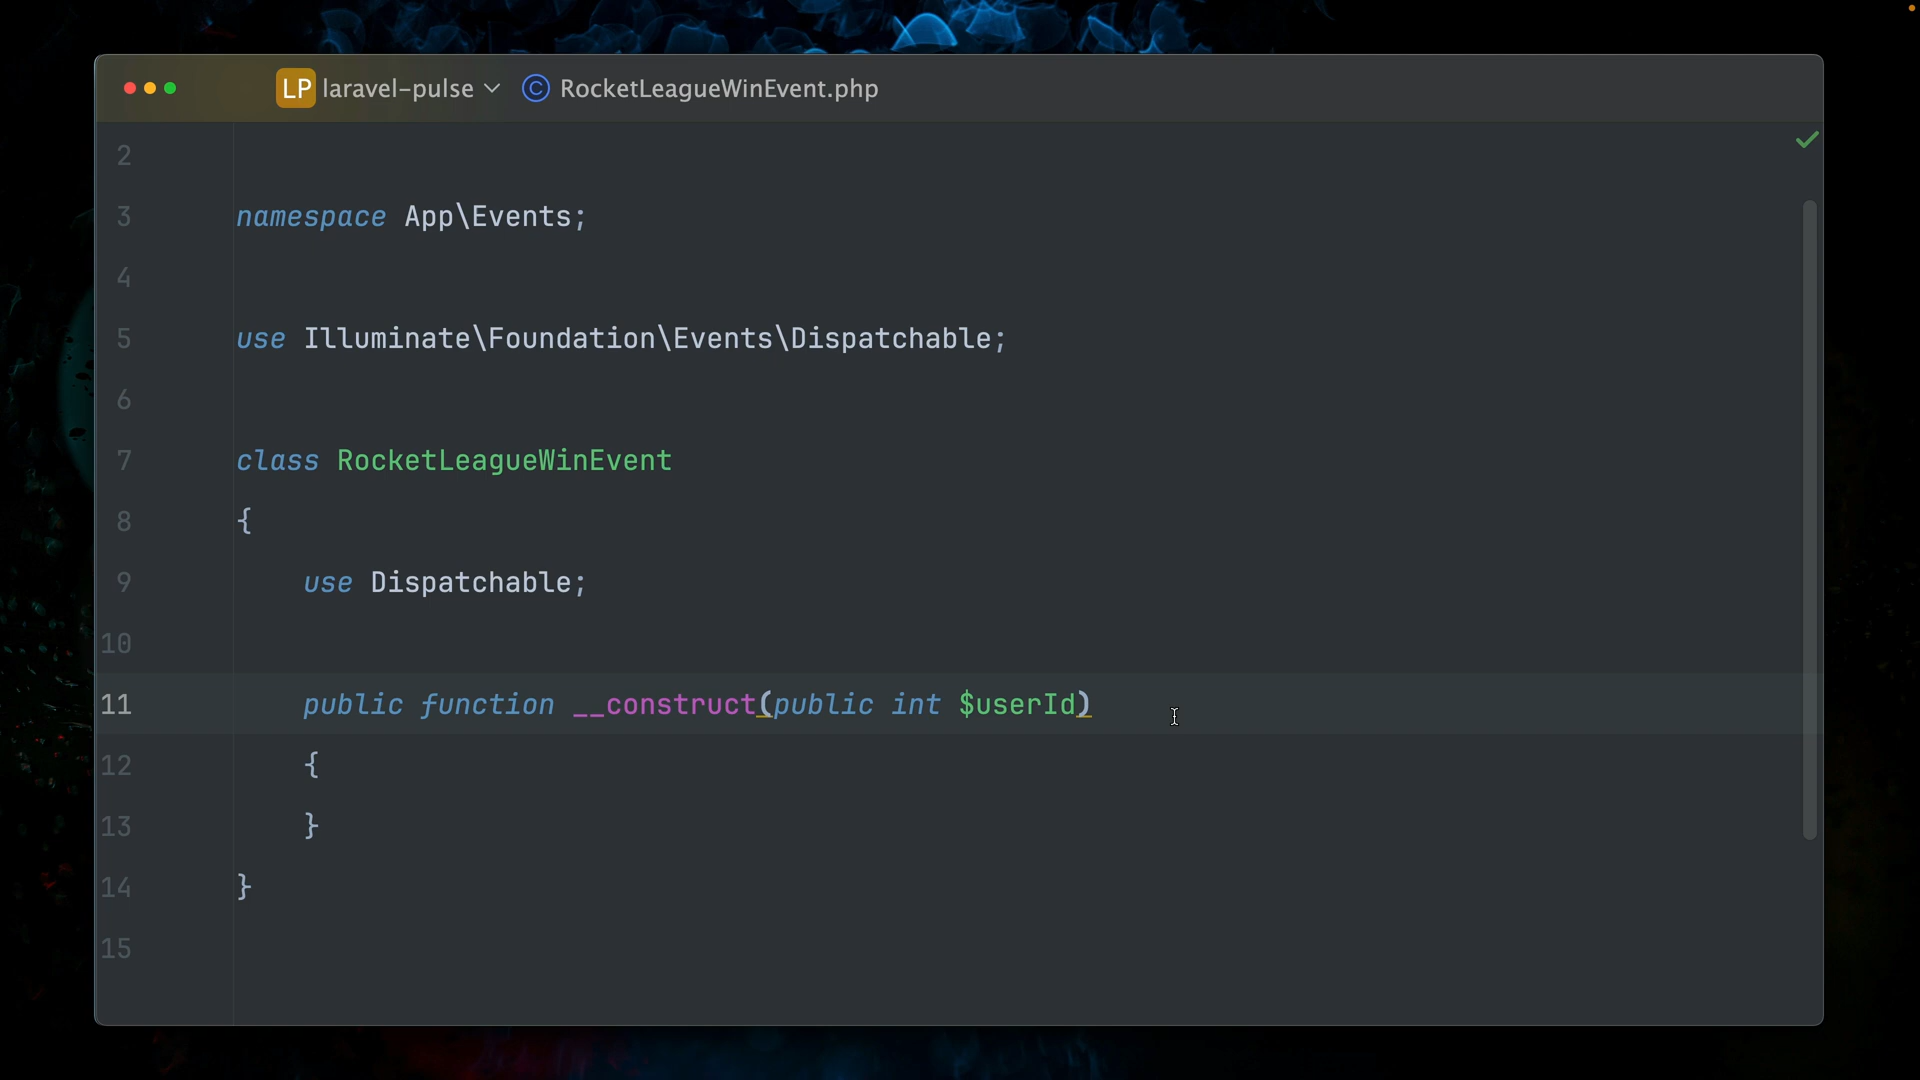 LP laravel-pulse RocketLeagueWinEvent.php
2
3 namespace App\Events;
4
5 use Illuminate\Foundation\Events\Dispatchable;
6
7 class RocketLeagueWinEvent
8 {
9 use Dispatchable;
10
11 public function __construct(public int $userId)
12 {
13 }
14 }
15